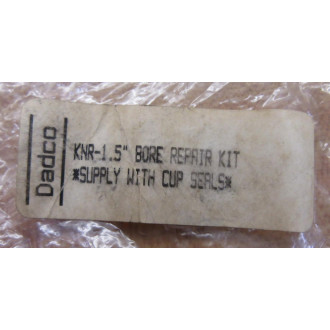 Dadco
KNR-1.5" BORE REPAIR KIT
*SUPPLY WITH CUP SEALS*